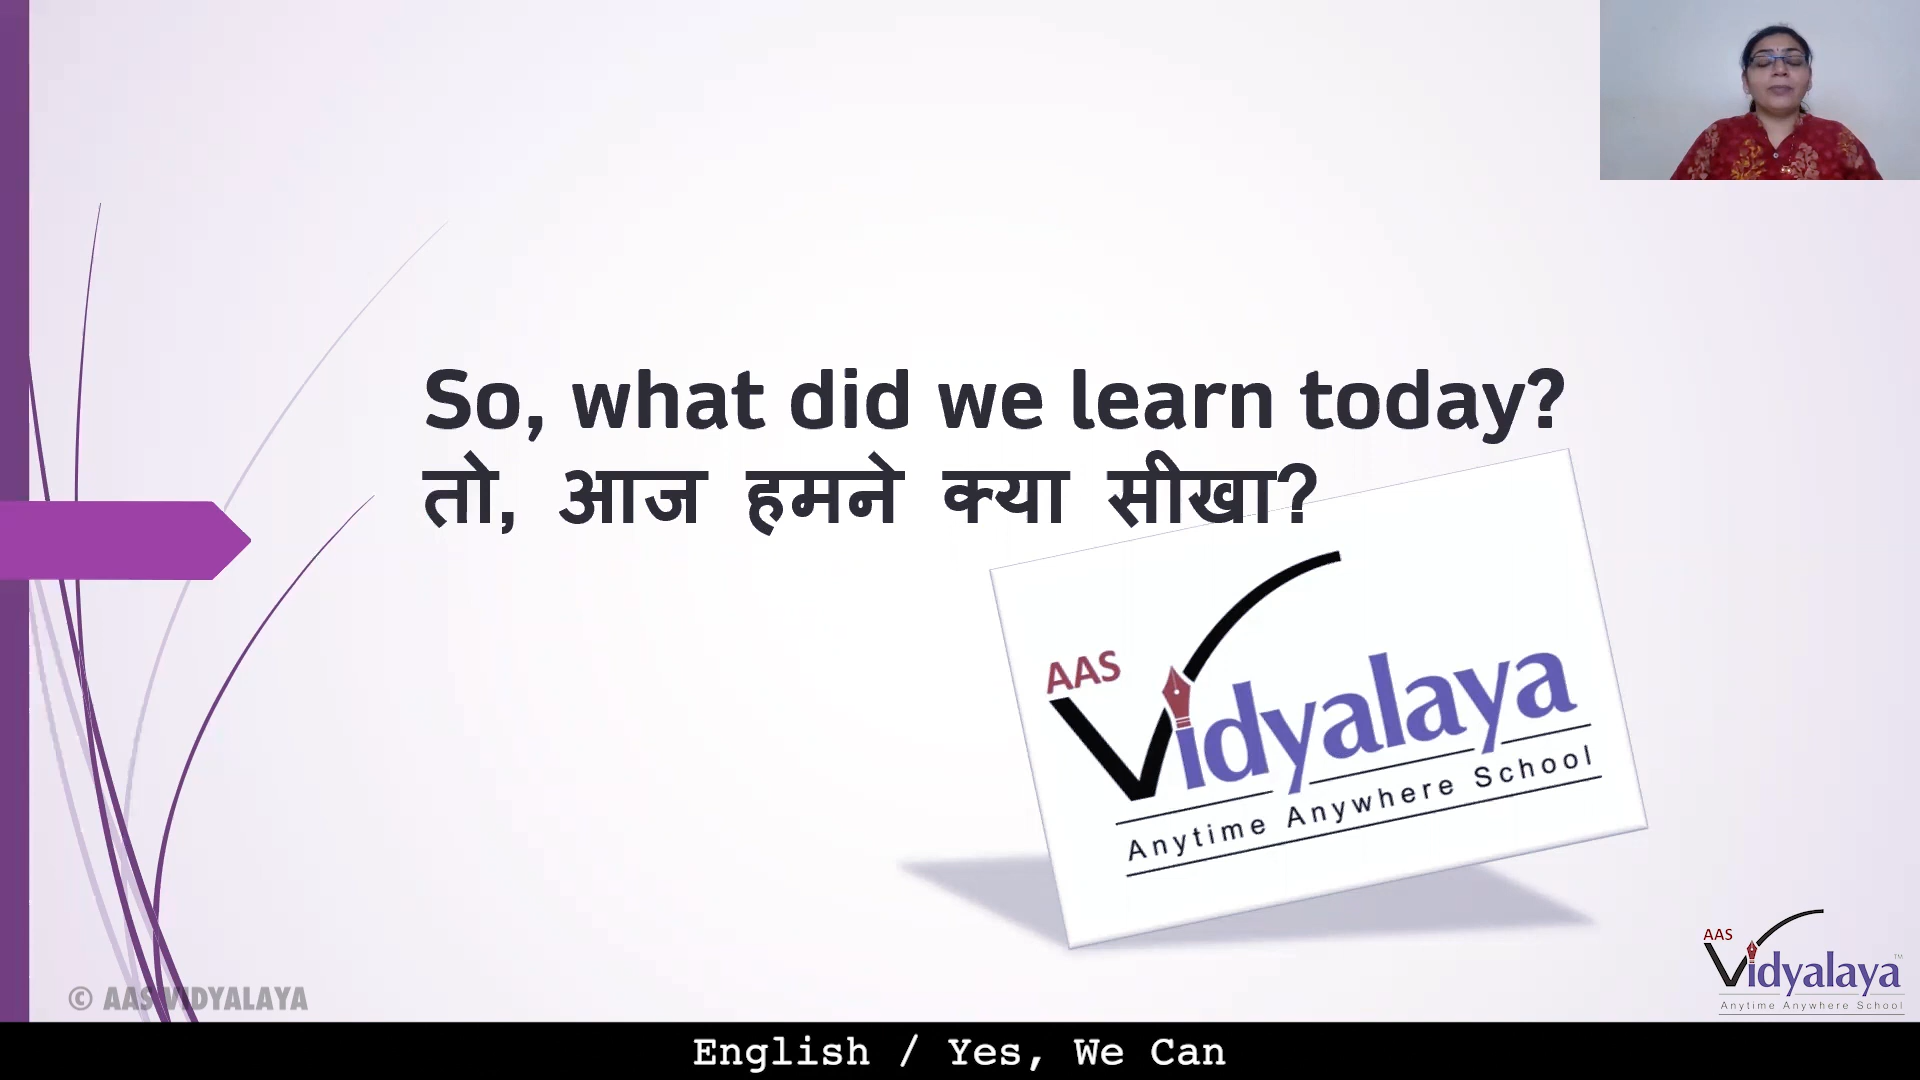 So, what did we learn today?
तो, आज हमने क्या सीखा?
AAS
Vidyalaya
Anytime Anywhere School
AAS
Vidyalaya™
Anytime Anywhere School
© AAS VIDYALAYA
English / Yes, We Can